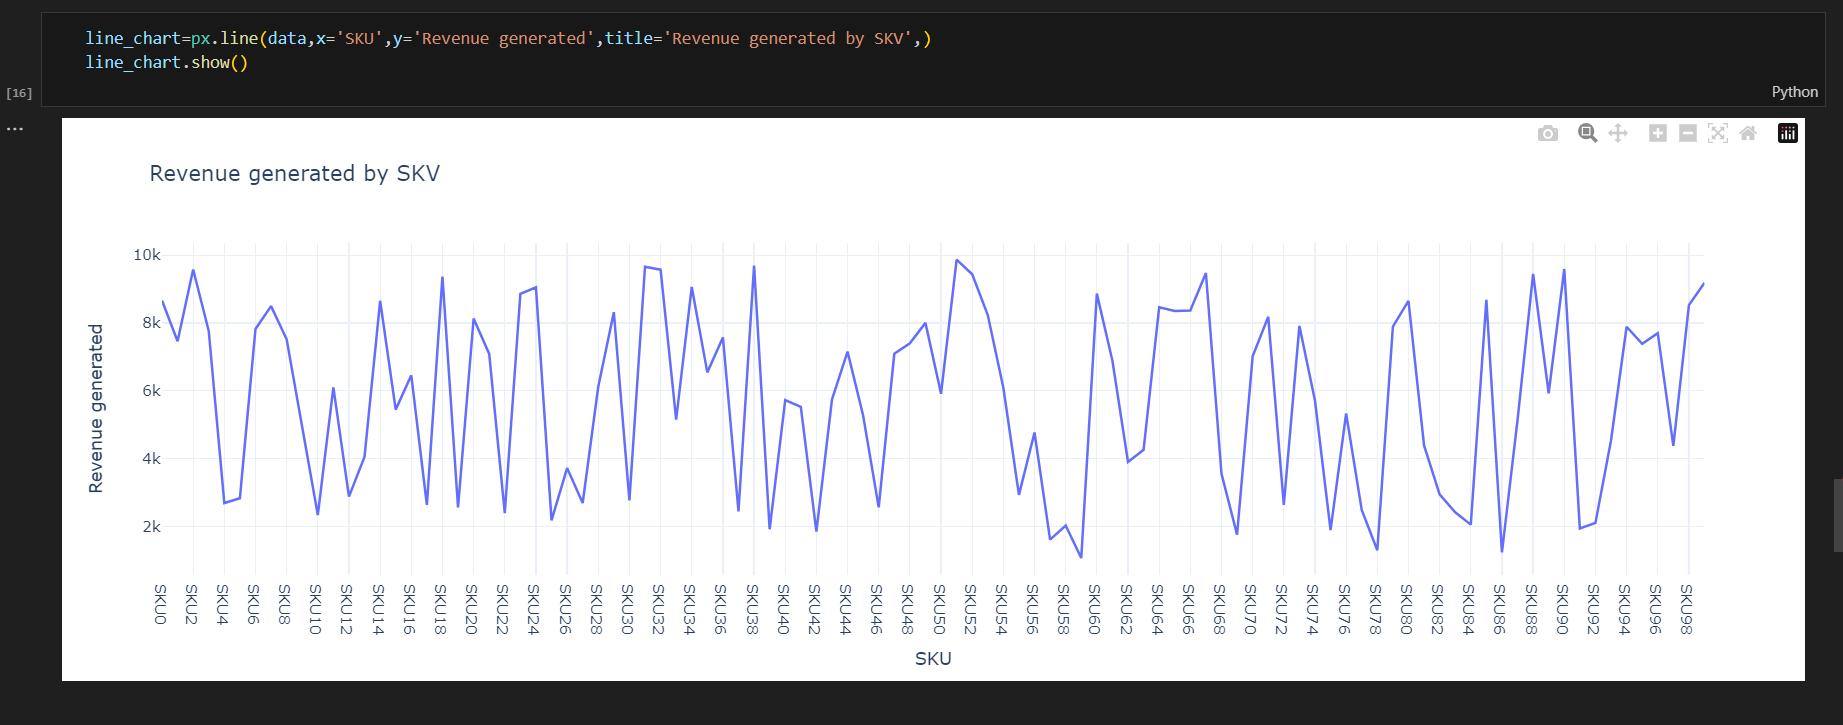 line_chart=px.line(data,x='SKU',y='Revenue generated',title='Revenue generated by SKV',)
line_chart.show()
[16]
Python
...
Revenue generated by SKV
10k
8k
6k
4k
2k
Revenue generated
SKU0 SKU2 SKU4 SKU6 SKU8 SKU10 SKU12 SKU14 SKU16 SKU18 SKU20 SKU22 SKU24 SKU26 SKU28 SKU30 SKU32 SKU34 SKU36 SKU38 SKU40 SKU42 SKU44 SKU46 SKU48 SKU50 SKU52 SKU54 SKU56 SKU58 SKU60 SKU62 SKU64 SKU66 SKU68 SKU70 SKU72 SKU74 SKU76 SKU78 SKU80 SKU82 SKU84 SKU86 SKU88 SKU90 SKU92 SKU94 SKU96 SKU98
SKU